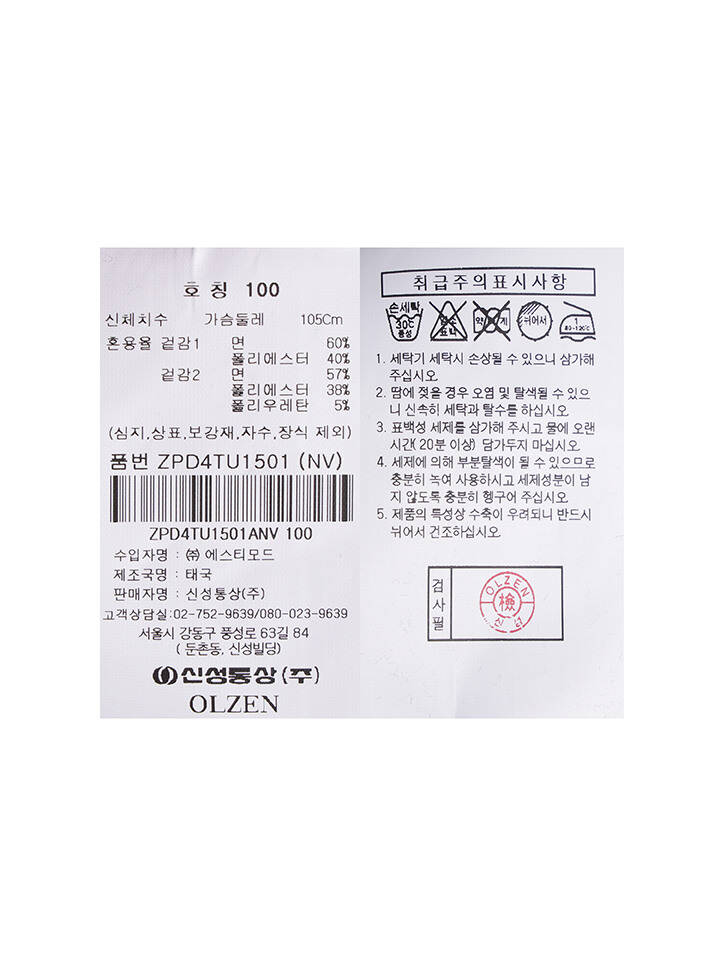 호칭 100
신체치수 가슴둘레 105Cm
혼용율 겉감1 면 60%
폴리에스터 40%
겉감2 면 57%
폴리에스터 38%
폴리우레탄 5%
(심지,상표,보강재,자수,장식 제외)
품번 ZPD4TU1501 (NV)
ZPD4TU1501ANV 100
수입자명 : ㈜ 에스티모드
제조국명 : 태국
판매자명 : 신성통상(주)
고객상담실:02-752-9639/080-023-9639
서울시 강동구 풍성로 63길 84
( 둔촌동, 신성빌딩)
신성통상(주)
OLZEN
취급주의표시사항
손세탁
30℃
중성
염소
표백
뉘어서
1
80~120℃
1. 세탁기 세탁시 손상될 수 있으니 삼가해
주십시오.
2. 땀에 젖을 경우 오염 및 탈색될 수 있으
니 신속히 세탁과 탈수를 하십시오.
3. 표백성 세제를 삼가해 주시고 물에 오랜
시간(20분 이상) 담가두지 마십시오.
4. 세제에 의해 부분탈색이 될 수 있으므로
충분히 녹여 사용하시고 세제성분이 남
지 않도록 충분히 헹구어 주십시오.
5. 제품의 특성상 수축이 우려되니 반드시
뉘어서 건조하십시오.
검사필
OLZEN
檢
신성